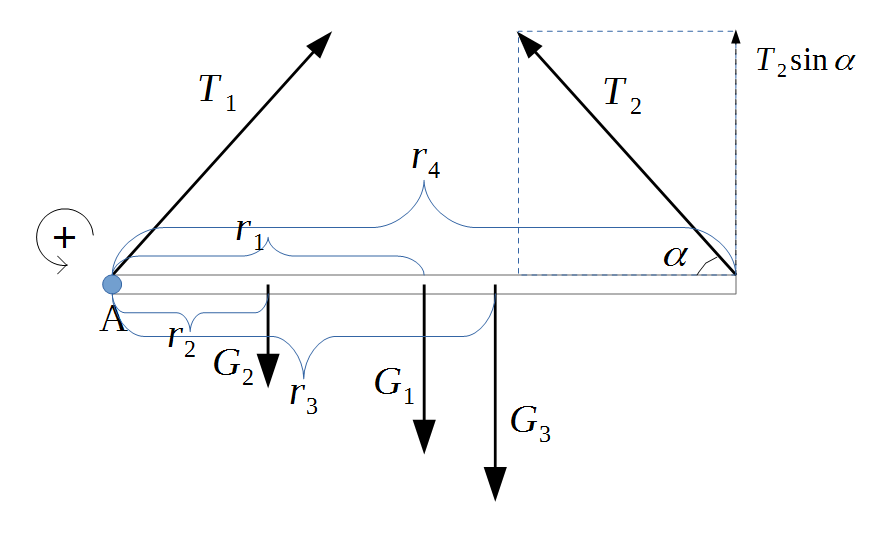 T₁
T₂
T₂ sin α
r₄
+
r₁
α
A
r₂
G₂
r₃
G₁
G₃